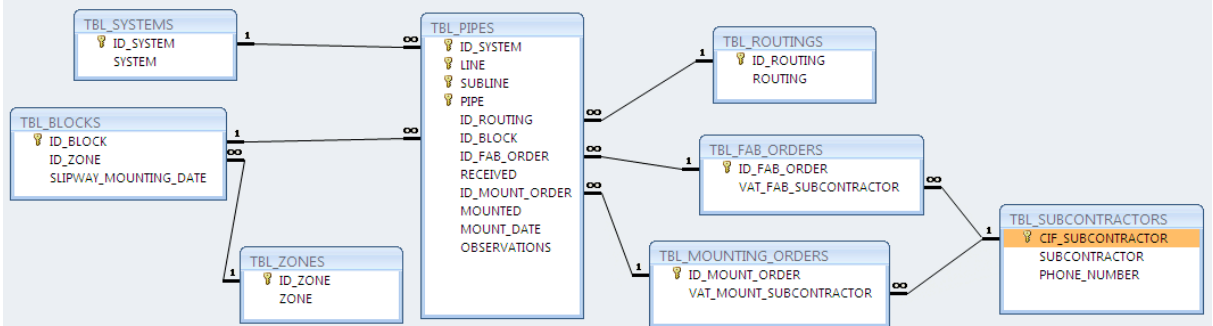 TBL_SYSTEMS
ID_SYSTEM
SYSTEM
1
∞
TBL_BLOCKS
ID_BLOCK
ID_ZONE
SLIPWAY_MOUNTING_DATE
1
∞
∞
TBL_ZONES
ID_ZONE
ZONE
1
TBL_PIPES
ID_SYSTEM
LINE
SUBLINE
PIPE
ID_ROUTING
ID_BLOCK
ID_FAB_ORDER
RECEIVED
ID_MOUNT_ORDER
MOUNTED
MOUNT_DATE
OBSERVATIONS
∞
∞
∞
TBL_ROUTINGS
ID_ROUTING
ROUTING
1
TBL_FAB_ORDERS
ID_FAB_ORDER
VAT_FAB_SUBCONTRACTOR
1
∞
TBL_MOUNTING_ORDERS
ID_MOUNT_ORDER
VAT_MOUNT_SUBCONTRACTOR
1
∞
TBL_SUBCONTRACTORS
CIF_SUBCONTRACTOR
SUBCONTRACTOR
PHONE_NUMBER
1